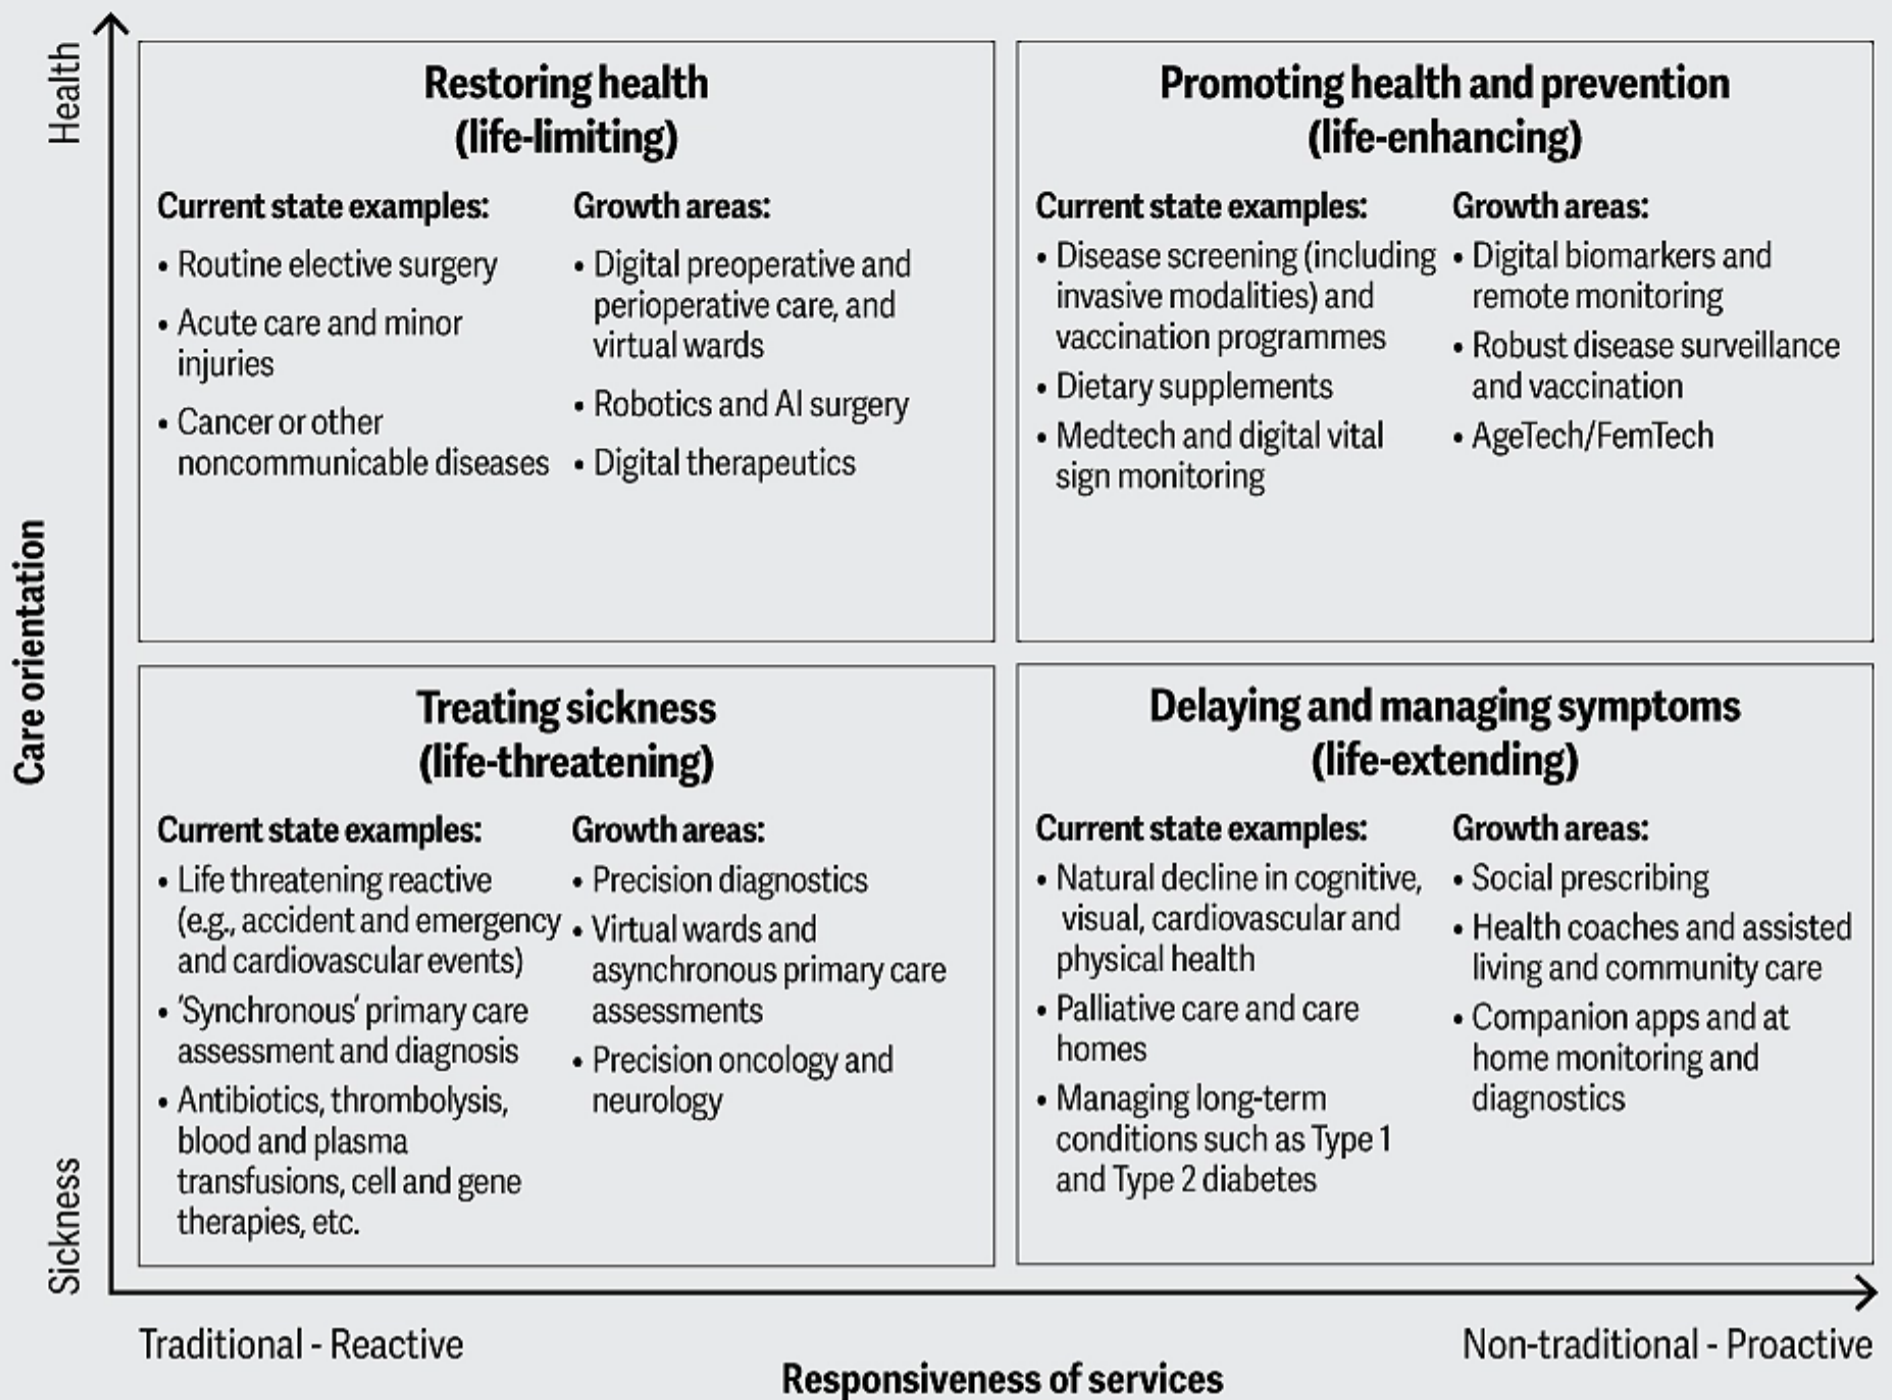 Health
Care orientation
Sickness
Restoring health
(life-limiting)
Current state examples:
• Routine elective surgery
• Acute care and minor
injuries
• Cancer or other
noncommunicable diseases
Growth areas:
• Digital preoperative and
perioperative care, and
virtual wards
• Robotics and AI surgery
• Digital therapeutics
Promoting health and prevention
(life-enhancing)
Current state examples:
• Disease screening (including
invasive modalities) and
vaccination programmes
• Dietary supplements
• Medtech and digital vital
sign monitoring
Growth areas:
• Digital biomarkers and
remote monitoring
• Robust disease surveillance
and vaccination
• AgeTech/FemTech
Treating sickness
(life-threatening)
Current state examples:
• Life threatening reactive
(e.g., accident and emergency
and cardiovascular events)
• ‘Synchronous‘ primary care
assessment and diagnosis
• Antibiotics, thrombolysis,
blood and plasma
transfusions, cell and gene
therapies, etc.
Growth areas:
• Precision diagnostics
• Virtual wards and
asynchronous primary care
assessments
• Precision oncology and
neurology
Delaying and managing symptoms
(life-extending)
Current state examples:
• Natural decline in cognitive,
visual, cardiovascular and
physical health
• Palliative care and care
homes
• Managing long-term
conditions such as Type 1
and Type 2 diabetes
Growth areas:
• Social prescribing
• Health coaches and assisted
living and community care
• Companion apps and at
home monitoring and
diagnostics
Traditional - Reactive
Non-traditional - Proactive
Responsiveness of services